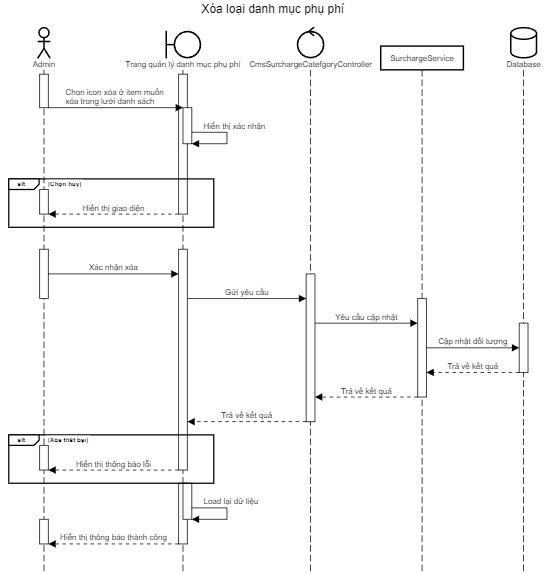 Xóa loại danh mục phụ phí
Admin
Trang quản lý danh mục phụ phí
CmsSurchargeCatefgoryController
SurchargeService
Database
Chọn icon xóa ở item muốn
xóa trong lưới danh sách
Hiển thị xác nhận
alt
[Chọn hủy]
Hiển thị giao diện
Xác nhận xóa
Gửi yêu cầu
Yêu cầu cập nhật
Cập nhật đối tượng
Trả về kết quả
Trả về kết quả
Trả về kết quả
alt
[Xóa thất bại]
Hiển thị thông báo lỗi
Load lại dữ liệu
Hiển thị thông báo thành công